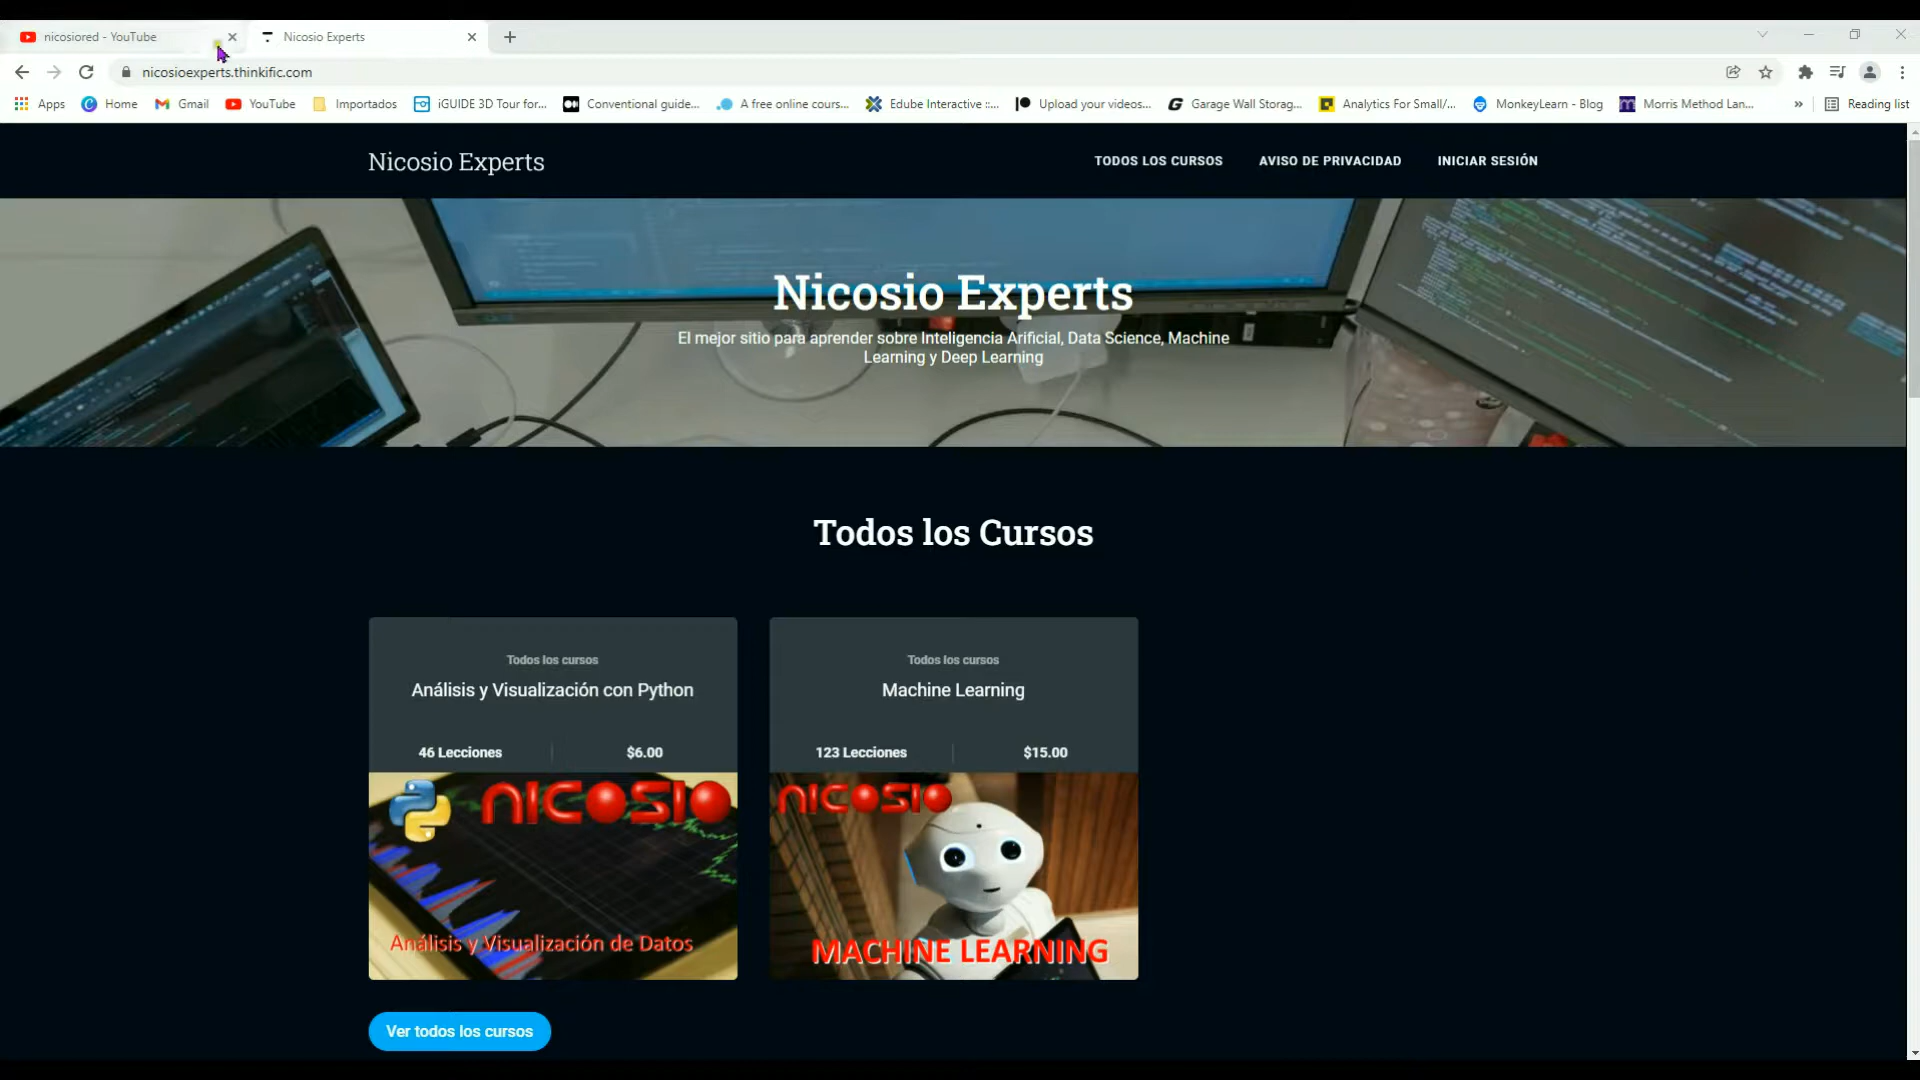 nicosiored - YouTube
Nicosio Experts
nicosioexperts.thinkific.com
Apps
Home
Gmail
YouTube
Importados
iGUIDE 3D Tour for...
Conventional guide...
A free online cours...
Edube Interactive ::...
Upload your videos...
Garage Wall Storag...
Analytics For Small/...
MonkeyLearn - Blog
Morris Method Lan...
»
Reading list
Nicosio Experts
TODOS LOS CURSOS
AVISO DE PRIVACIDAD
INICIAR SESIÓN
Nicosio Experts
El mejor sitio para aprender sobre Inteligencia Arificial, Data Science, Machine
Learning y Deep Learning
Todos los Cursos
Todos los cursos
Análisis y Visualización con Python
46 Lecciones
$6.00
NICOSIO
Análisis y Visualización de Datos
Todos los cursos
Machine Learning
123 Lecciones
$15.00
NICOSIO
MACHINE LEARNING
Ver todos los cursos